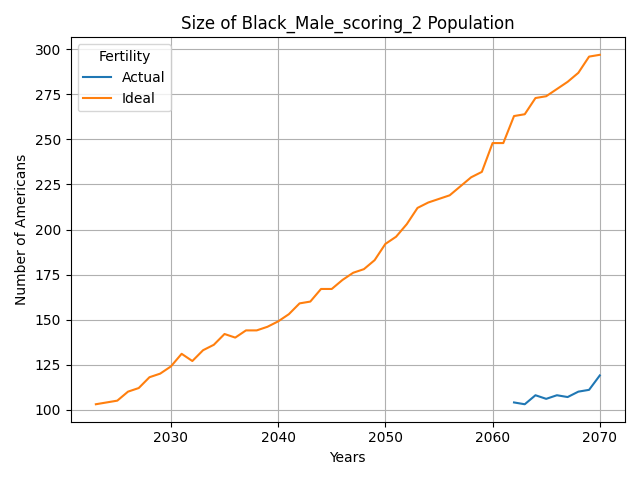 Size of Black_Male_scoring_2 Population
Number of Americans
300
275
250
225
200
175
150
125
100
Fertility
Actual
Ideal
2030 2040 2050 2060 2070
Years